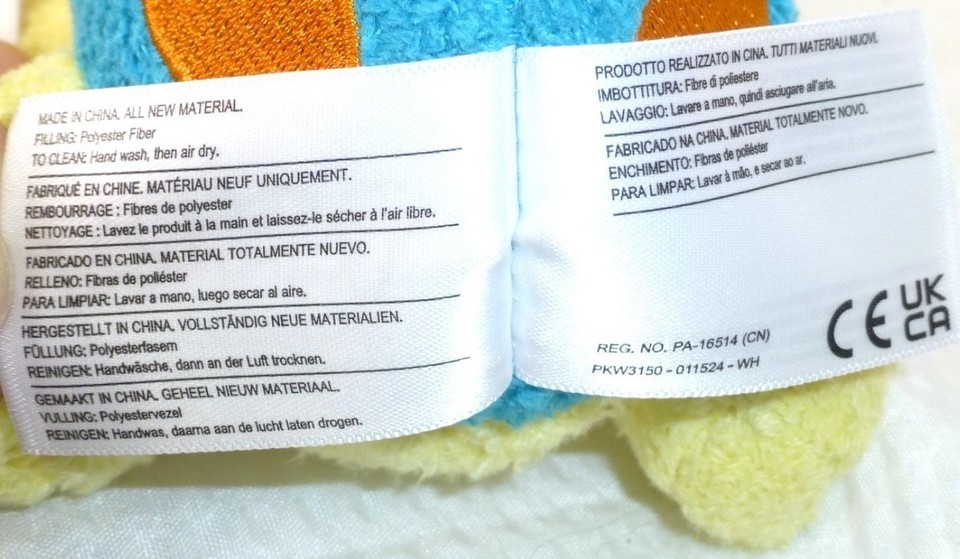 MADE IN CHINA. ALL NEW MATERIAL.
FILLING: Polyester Fiber
TO CLEAN: Hand wash, then air dry.
FABRIQUÉ EN CHINE. MATÉRIAU NEUF UNIQUEMENT.
REMBOURRAGE : Fibres de polyester
NETTOYAGE : Lavez le produit à la main et laissez-le sécher à l'air libre.
FABRICADO EN CHINA. MATERIAL TOTALMENTE NUEVO.
RELLENO: Fibras de poliéster
PARA LIMPIAR: Lavar a mano, luego secar al aire.
HERGESTELLT IN CHINA. VOLLSTÄNDIG NEUE MATERIALIEN.
FÜLLUNG: Polyesterfasern
REINIGEN: Handwäsche, dann an der Luft trocknen.
GEMAAKT IN CHINA. GEHEEL NIEUW MATERIAAL.
VULLING: Polyestervezel
REINIGEN: Handwas, daarna aan de lucht laten drogen.
PRODOTTO REALIZZATO IN CINA. TUTTI MATERIALI NUOVI.
IMBOTTITURA: Fibre di poliestere
LAVAGGIO: Lavare a mano, quindi asciugare all'aria.
FABRICADO NA CHINA. MATERIAL TOTALMENTE NOVO.
ENCHIMENTO: Fibras de poliéster
PARA LIMPAR: Lavar à mão, e secar ao ar.
REG. NO. PA-16514 (CN)
PKW3150 - 011524 - WH
CE
UK
CA